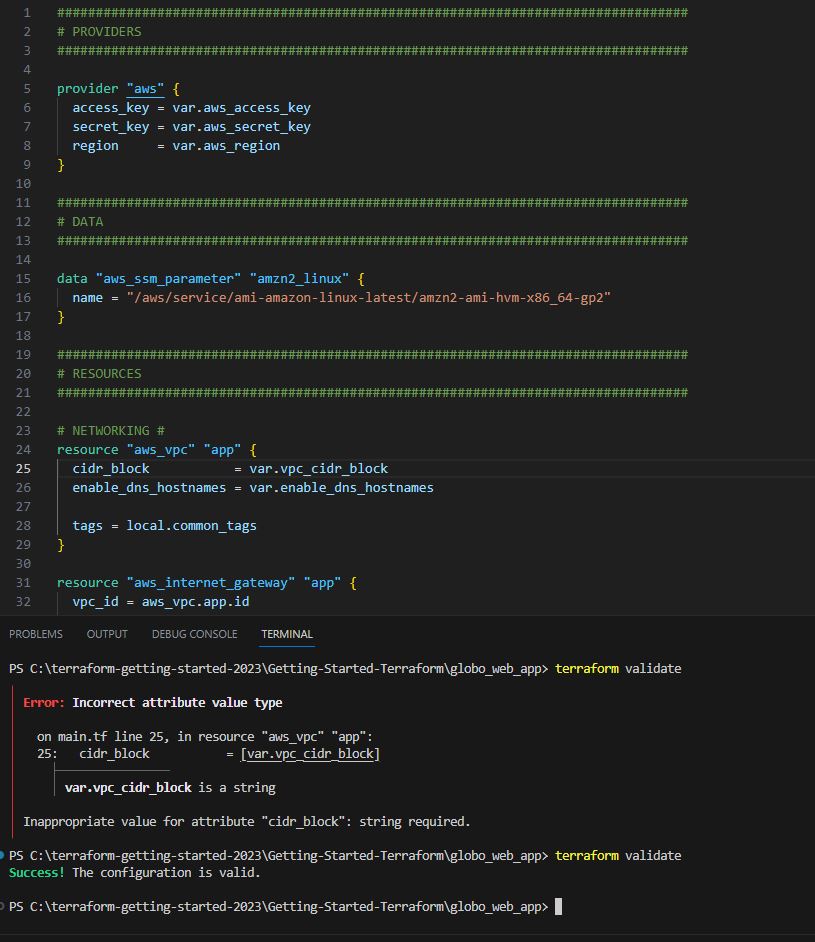 1 ##################################################################################
2 # PROVIDERS
3 ##################################################################################
4
5 provider "aws" {
6   access_key = var.aws_access_key
7   secret_key = var.aws_secret_key
8   region     = var.aws_region
9 }
10
11 ##################################################################################
12 # DATA
13 ##################################################################################
14
15 data "aws_ssm_parameter" "amzn2_linux" {
16   name = "/aws/service/ami-amazon-linux-latest/amzn2-ami-hvm-x86_64-gp2"
17 }
18
19 ##################################################################################
20 # RESOURCES
21 ##################################################################################
22
23 # NETWORKING #
24 resource "aws_vpc" "app" {
25   cidr_block           = var.vpc_cidr_block
26   enable_dns_hostnames = var.enable_dns_hostnames
27
28   tags = local.common_tags
29 }
30
31 resource "aws_internet_gateway" "app" {
32   vpc_id = aws_vpc.app.id
PROBLEMS OUTPUT DEBUG CONSOLE TERMINAL
PS C:\terraform-getting-started-2023\Getting-Started-Terraform\globo_web_app> terraform validate
Error: Incorrect attribute value type
on main.tf line 25, in resource "aws_vpc" "app":
25:   cidr_block           = [var.vpc_cidr_block]
var.vpc_cidr_block is a string
Inappropriate value for attribute "cidr_block": string required.
PS C:\terraform-getting-started-2023\Getting-Started-Terraform\globo_web_app> terraform validate
Success! The configuration is valid.
PS C:\terraform-getting-started-2023\Getting-Started-Terraform\globo_web_app>